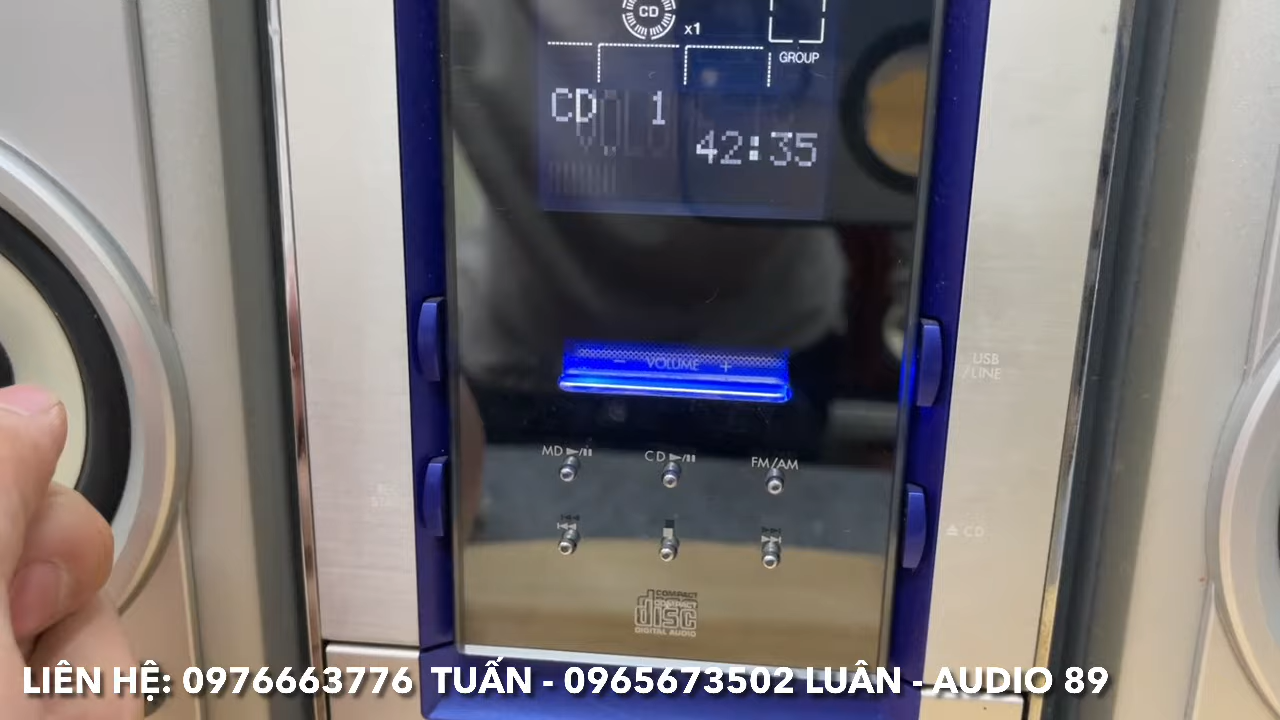 CD
x1
GROUP
CD 1
42:35
− VOLUME +
USB
/LINE
MD ►/II CD ►/II FM/AM
⏏ CD
COMPACT
disc
DIGITAL AUDIO
LIÊN HỆ: 0976663776 TUẤN - 0965673502 LUÂN - AUDIO 89